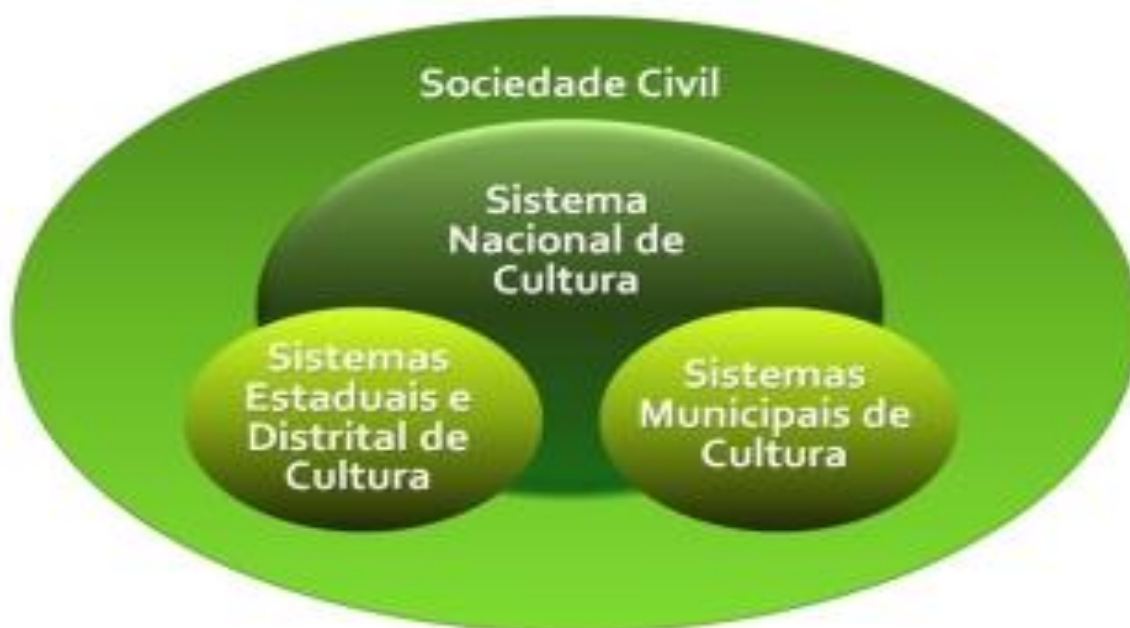 Sociedade Civil
Sistema
Nacional de
Cultura
Sistemas
Estaduais e
Distrital de
Cultura
Sistemas
Municipais de
Cultura